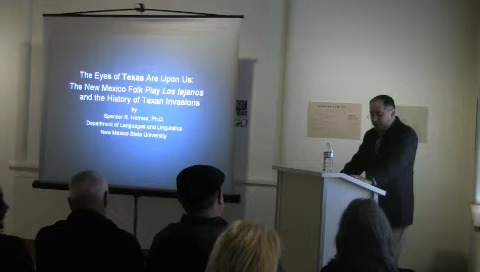 The Eyes of Texas Are Upon Us:
The New Mexico Folk Play Los tejanos
and the History of Texan Invasions
by
Spencer R. Herrera, Ph.D.
Department of Languages and Linguistics
New Mexico State University